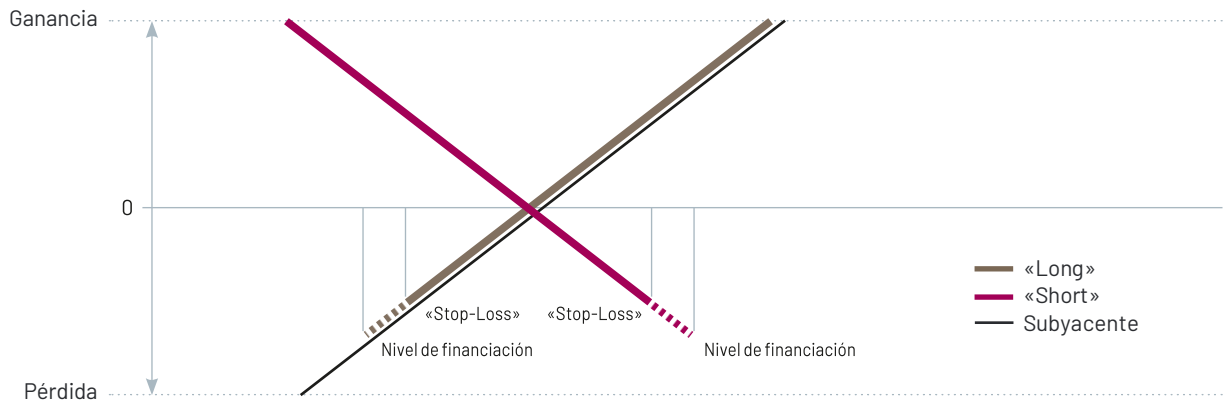 Ganancia
0
«Long»
«Short»
«Stop-Loss» «Stop-Loss»
Subyacente
Nivel de financiación Nivel de financiación
Pérdida